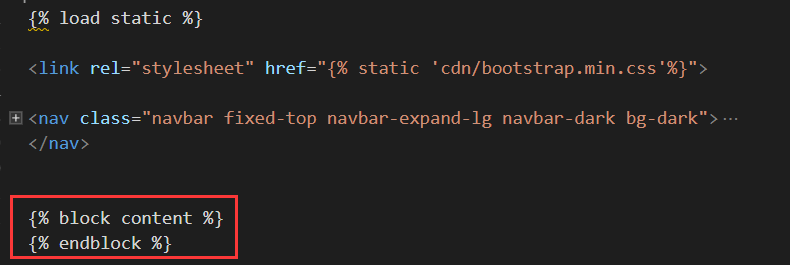 {% load static %}
<link rel="stylesheet" href="{% static 'cdn/bootstrap.min.css'%}">
<nav class="navbar fixed-top navbar-expand-lg navbar-dark bg-dark">···
</nav>
{% block content %}
{% endblock %}